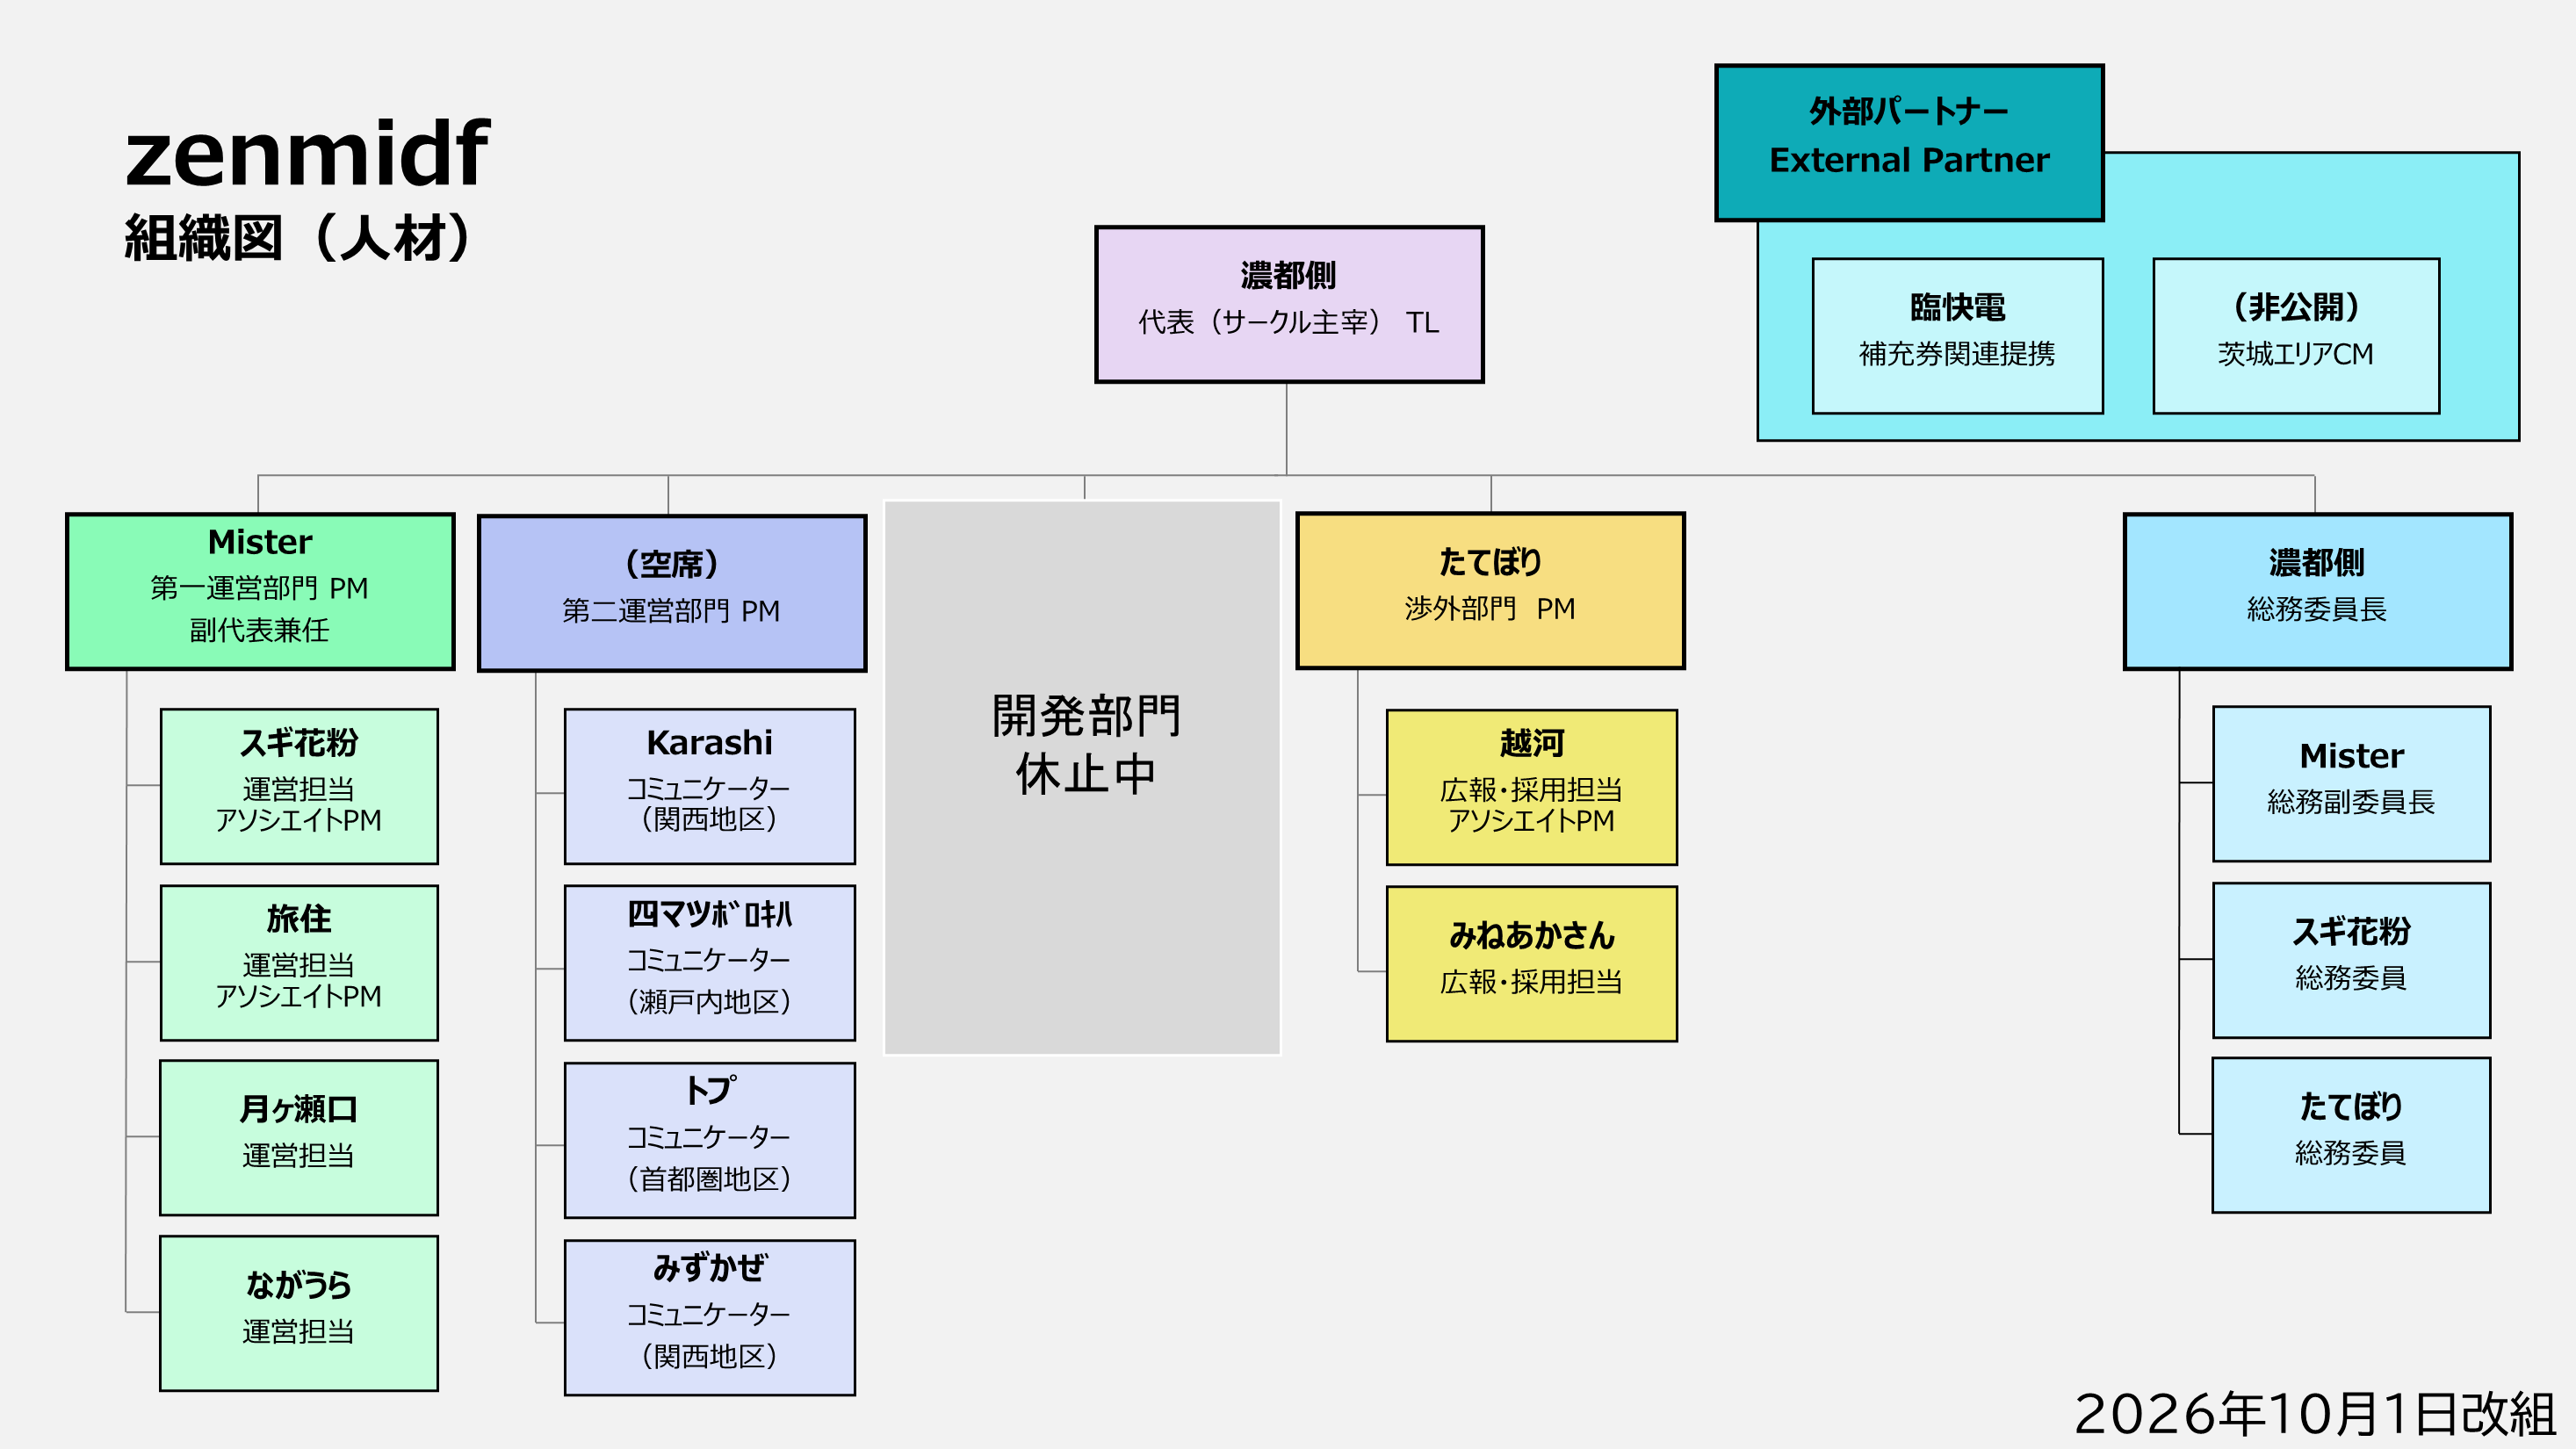 zenmidf
組織図（人材）
外部パートナー
External Partner
臨快電
補充券関連提携
（非公開）
茨城エリアCM
濃都側
代表（サークル主宰） TL
Mister
第一運営部門 PM
副代表兼任
スギ花粉
運営担当
アソシエイトPM
旅住
運営担当
アソシエイトPM
月ヶ瀬口
運営担当
ながうら
運営担当
（空席）
第二運営部門 PM
Karashi
コミュニケーター
（関西地区）
四マツボロキハ
コミュニケーター
（瀬戸内地区）
トプ
コミュニケーター
（首都圏地区）
みずかぜ
コミュニケーター
（関西地区）
開発部門
休止中
たてぼり
渉外部門 PM
越河
広報・採用担当
アソシエイトPM
みねあかさん
広報・採用担当
濃都側
総務委員長
Mister
総務副委員長
スギ花粉
総務委員
たてぼり
総務委員
2026年10月1日改組